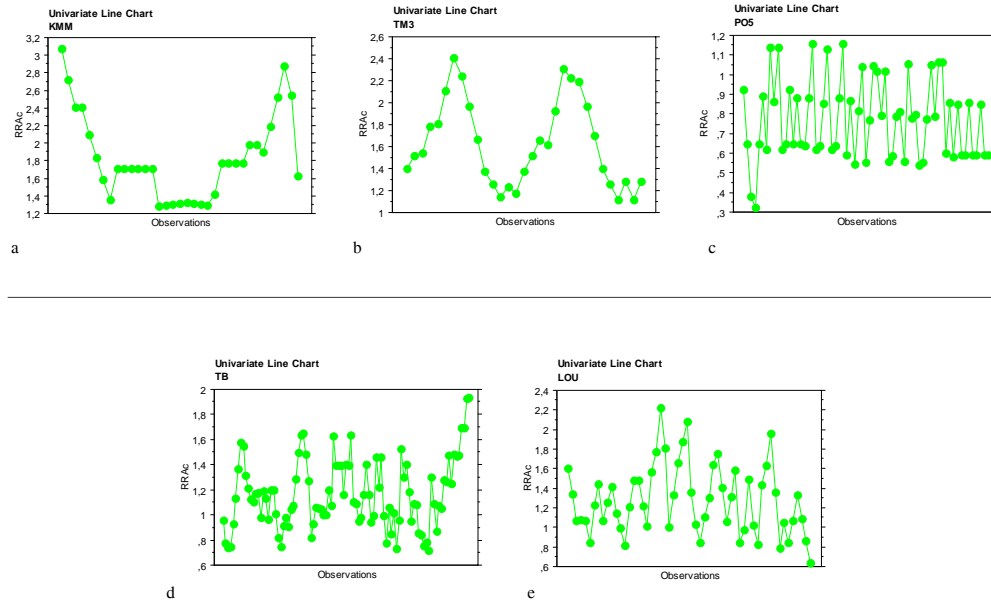 Univariate Line Chart
KMM
3,2
3
2,8
2,6
2,4
2,2
2
1,8
1,6
1,4
1,2
RRAc
Observations
a
Univariate Line Chart
TM3
2,6
2,4
2,2
2
1,8
1,6
1,4
1,2
1
RRAc
Observations
b
Univariate Line Chart
PO5
1,2
1,1
1
,9
,8
,7
,6
,5
,4
,3
RRAc
Observations
c
Univariate Line Chart
TB
2
1,8
1,6
1,4
1,2
1
,8
,6
RRAc
Observations
d
Univariate Line Chart
LOU
2,4
2,2
2
1,8
1,6
1,4
1,2
1
,8
,6
RRAc
Observations
e